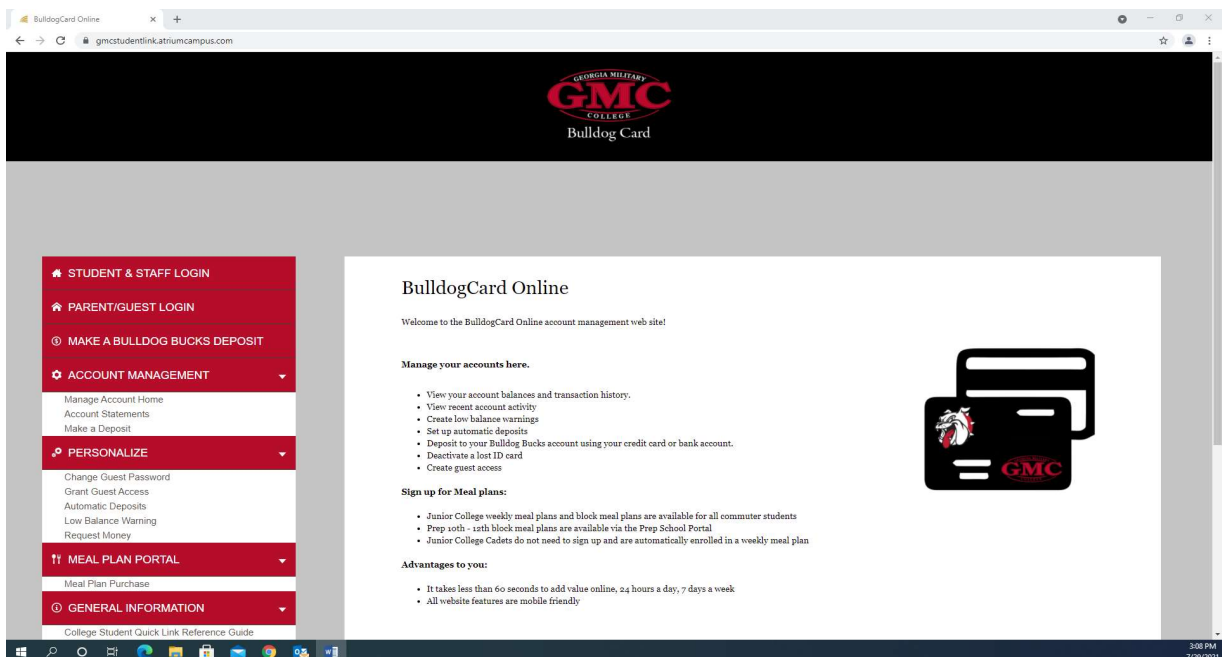 BulldogCard Online
gmcstudentlink.atriumcampus.com
GEORGIA MILITARY
GMC
COLLEGE
Bulldog Card
STUDENT & STAFF LOGIN
PARENT/GUEST LOGIN
MAKE A BULLDOG BUCKS DEPOSIT
ACCOUNT MANAGEMENT
Manage Account Home
Account Statements
Make a Deposit
PERSONALIZE
Change Guest Password
Grant Guest Access
Automatic Deposits
Low Balance Warning
Request Money
MEAL PLAN PORTAL
Meal Plan Purchase
GENERAL INFORMATION
College Student Quick Link Reference Guide
BulldogCard Online
Welcome to the BulldogCard Online account management web site!
Manage your accounts here.
• View your account balances and transaction history.
• View recent account activity
• Create low balance warnings
• Set up automatic deposits
• Deposit to your Bulldog Bucks account using your credit card or bank account.
• Deactivate a lost ID card
• Create guest access
Sign up for Meal plans:
• Junior College weekly meal plans and block meal plans are available for all commuter students
• Prep 10th - 12th block meal plans are available via the Prep School Portal
• Junior College Cadets do not need to sign up and are automatically enrolled in a weekly meal plan
Advantages to you:
• It takes less than 60 seconds to add value online, 24 hours a day, 7 days a week
• All website features are mobile friendly
GMC
3:08 PM
7/29/2021